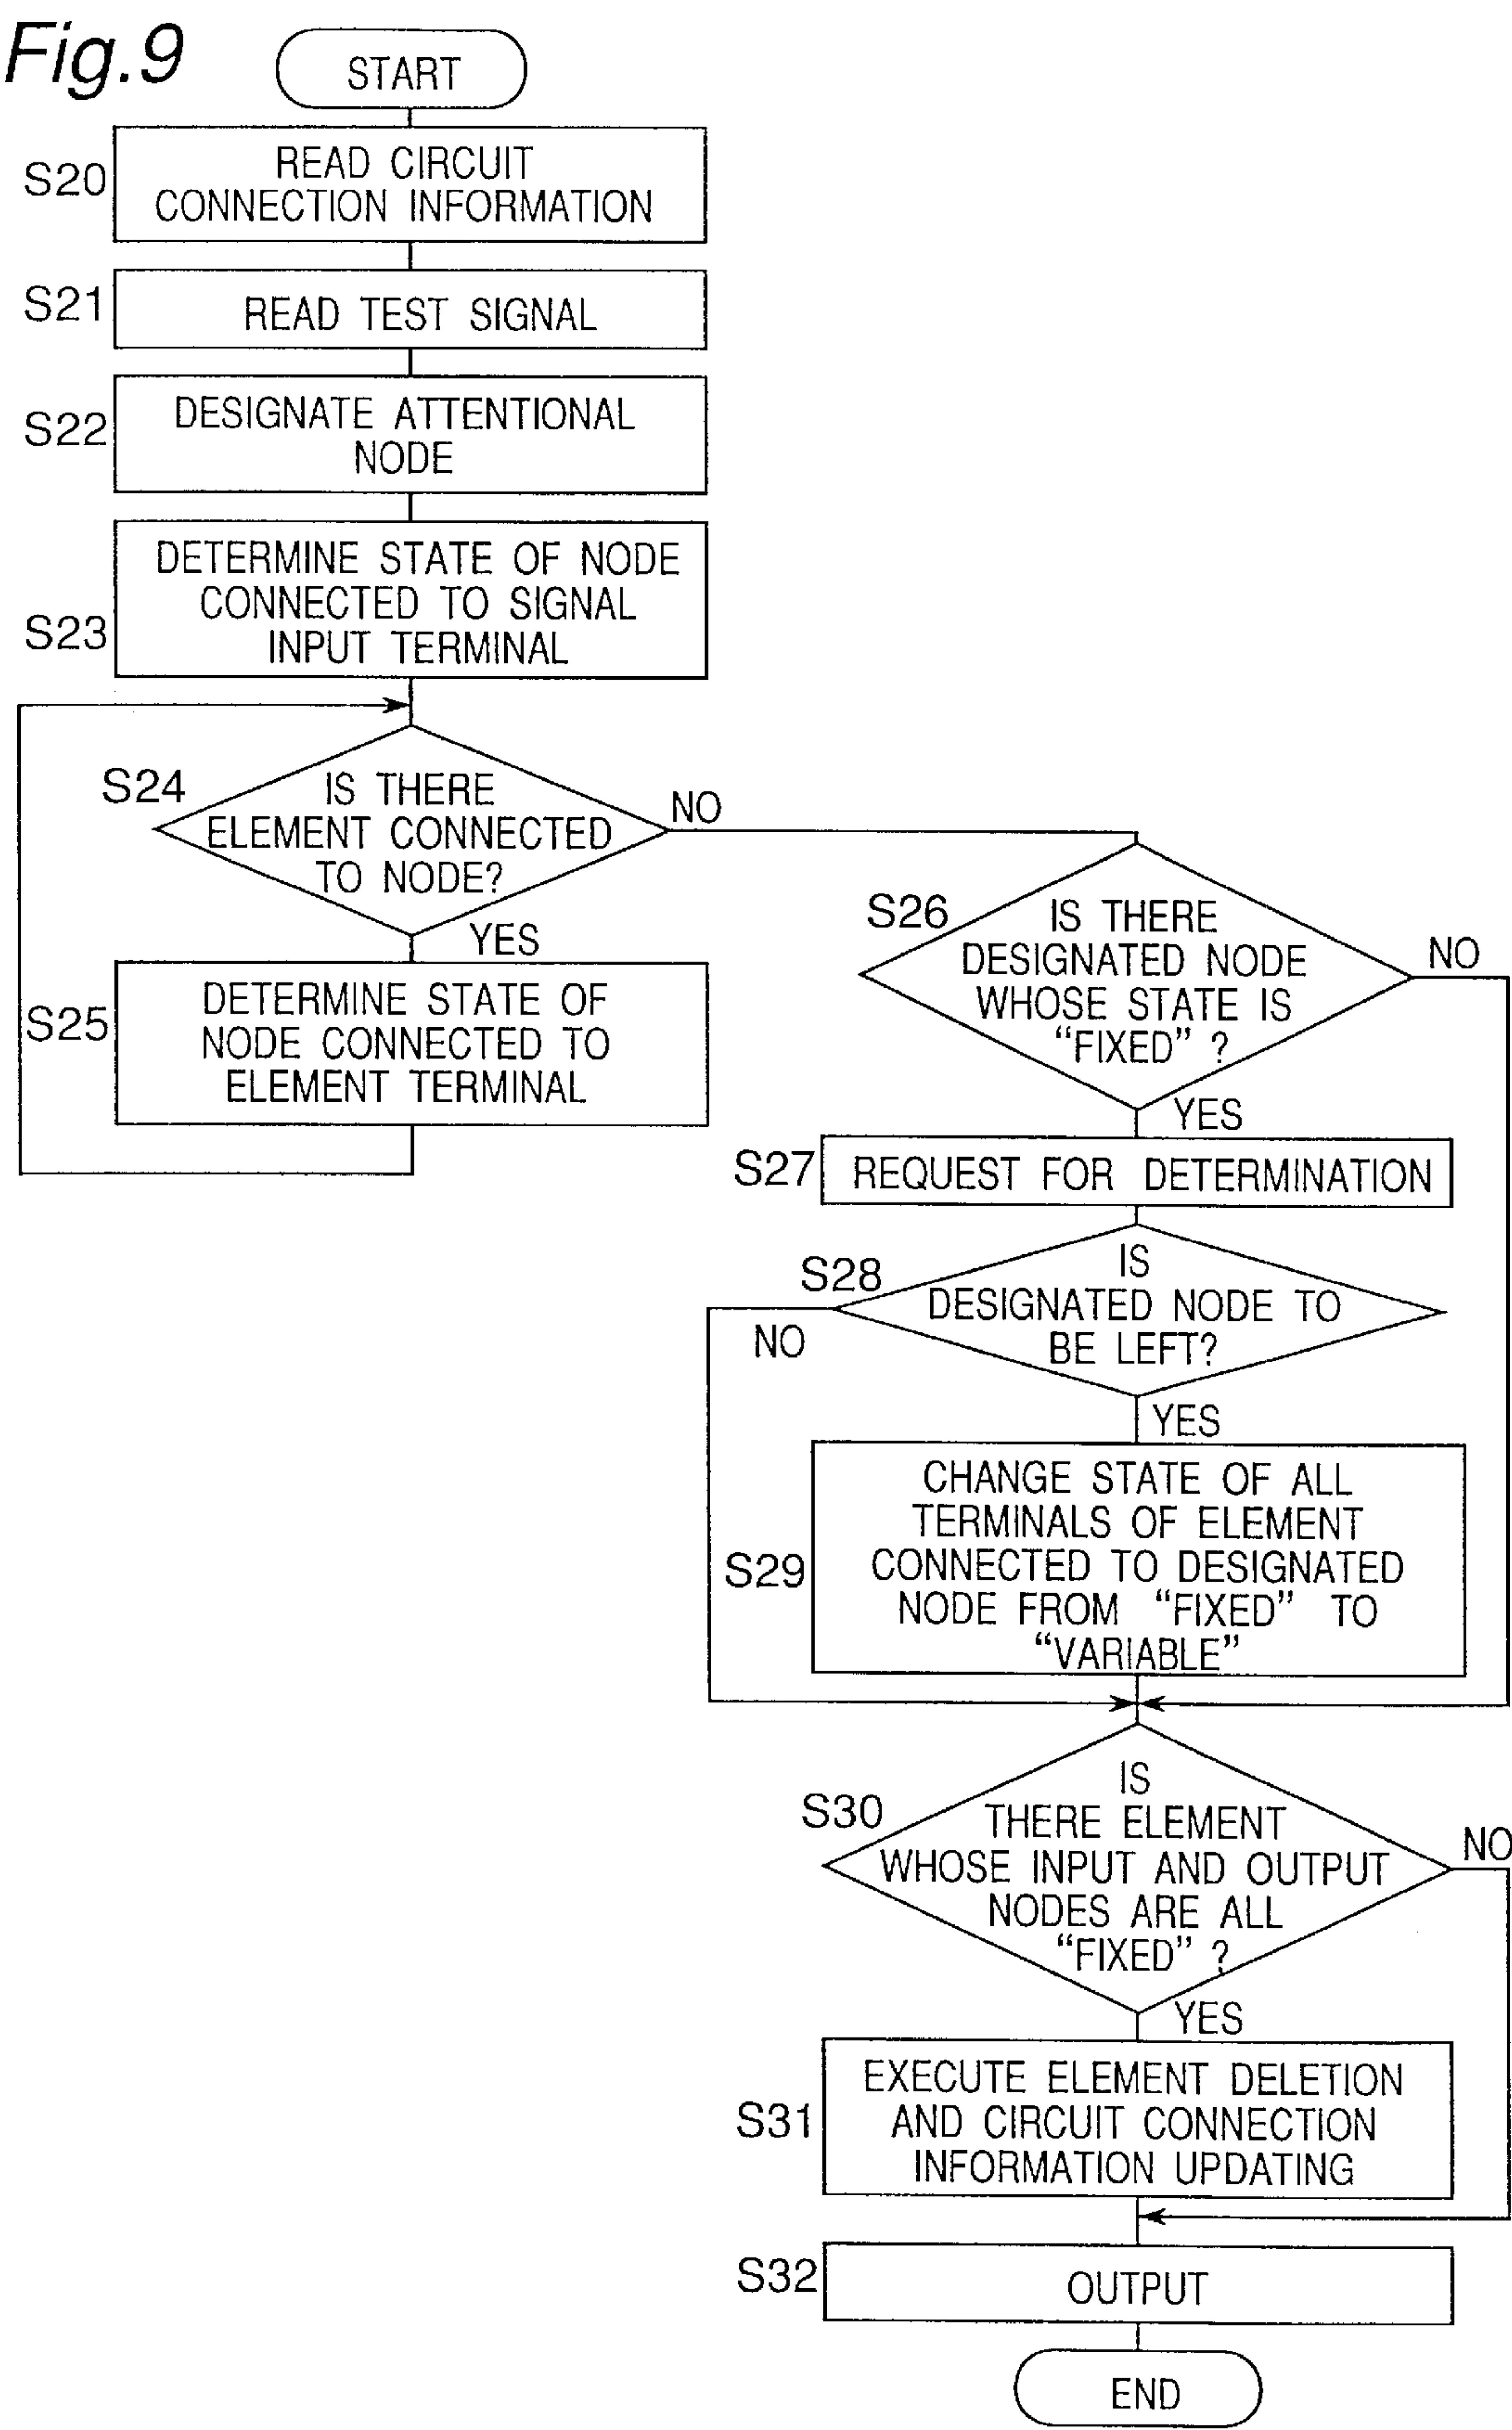 Fig.9
START
S20
READ CIRCUIT
CONNECTION INFORMATION
S21
READ TEST SIGNAL
S22
DESIGNATE ATTENTIONAL
NODE
S23
DETERMINE STATE OF NODE
CONNECTED TO SIGNAL
INPUT TERMINAL
S24
IS THERE
ELEMENT CONNECTED
TO NODE?
NO
YES
S25
DETERMINE STATE OF
NODE CONNECTED TO
ELEMENT TERMINAL
S26
IS THERE
DESIGNATED NODE
WHOSE STATE IS
“FIXED” ?
NO
YES
S27
REQUEST FOR DETERMINATION
S28
IS
DESIGNATED NODE TO
BE LEFT?
NO
YES
S29
CHANGE STATE OF ALL
TERMINALS OF ELEMENT
CONNECTED TO DESIGNATED
NODE FROM “FIXED” TO
“VARIABLE”
S30
IS
THERE ELEMENT
WHOSE INPUT AND OUTPUT
NODES ARE ALL
“FIXED” ?
NO
YES
S31
EXECUTE ELEMENT DELETION
AND CIRCUIT CONNECTION
INFORMATION UPDATING
S32
OUTPUT
END